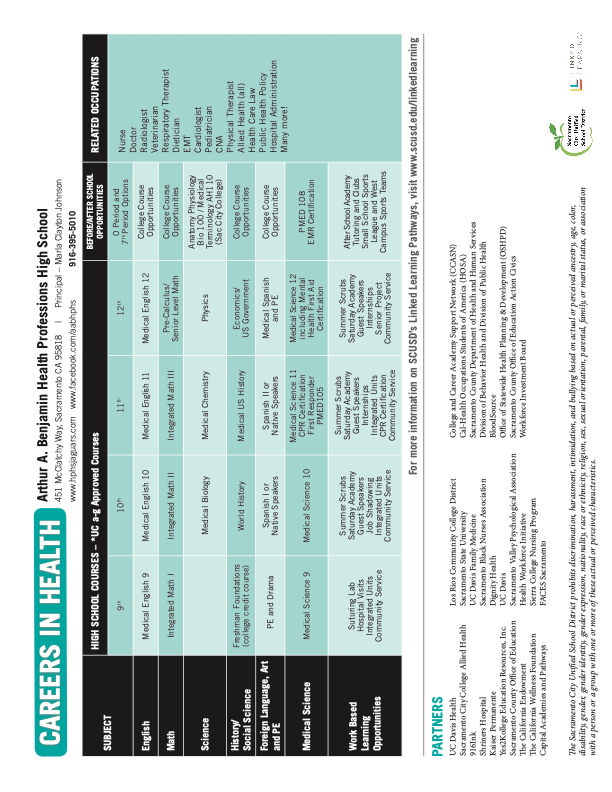 CAREERS IN HEALTH
Arthur A. Benjamin Health Professions High School
451 McClatchy Way, Sacramento CA 95818 | Principal – Marla Clayton Johnson
www.hphsjaguars.com www.facebook.com/aabhphs 916-395-5010
SUBJECT
HIGH SCHOOL COURSES – *UC a-g Approved Courses
BEFORE/AFTER SCHOOL
OPPORTUNITIES
RELATED OCCUPATIONS
9th
10th
11th
12th
0 Period and
7th Period Options
English
Medical English 9
Medical English 10
Medical English 11
Medical English 12
College Course
Opportunities
Math
Integrated Math I
Integrated Math II
Integrated Math III
Pre-Calculus/
Senior Level Math
College Course
Opportunities
Science
Medical Biology
Medical Chemistry
Physics
Anatomy Physiology
Bio 100 / Medical
Terminology AH110
(Sac City College)
History/
Social Science
Freshman Foundations
(college credit course)
World History
Medical US History
Economics/
US Government
College Course
Opportunities
Foreign Language, Art
and PE
PE and Drama
Spanish I or
Native Speakers
Spanish II or
Native Speakers
Medical Spanish
and PE
College Course
Opportunities
Medical Science
Medical Science 9
Medical Science 10
Medical Science 11
CPR Certification
First Responder
PMED105
Medical Science 12
including Mental
Health First Aid
Certification
PMED 108
EMR Certification
Work Based
Learning
Opportunities
Suturing Lab
Hospital Visits
Integrated Units
Community Service
Summer Scrubs
Saturday Academy
Guest Speakers
Job Shadowing
Integrated Units
Community Service
Summer Scrubs
Saturday Academy
Guest Speakers
Internships
Integrated Units
CPR Certification
Community Service
Summer Scrubs
Saturday Academy
Guest Speakers
Internships
Senior Project
Community Service
After School Academy
Tutoring and Clubs
Small School Sports
League and West
Campus Sports Teams
Nurse
Doctor
Radiologist
Veterinarian
Respiratory Therapist
Dietician
EMT
Cardiologist
Pediatrician
CNA
Physical Therapist
Allied Health (all)
Health Care Law
Public Health Policy
Hospital Administration
Many more!
For more information on SCUSD's Linked Learning Pathways, visit www.scusd.edu/linkedlearning
PARTNERS
UC Davis Health
Sacramento City College Allied Health
916Ink
Shriners Hospital
Kaiser Permanente
Yes2Kollege Education Resources, Inc.
Sacramento County Office of Education
The California Endowment
The California Wellness Foundation
Capital Academies and Pathways
Los Rios Community College District
Sacramento State University
UC Davis Family Medicine
Sacramento Black Nurses Association
Dignity Health
UC Davis
Sacramento Valley Psychological Association
Health Workforce Initiative
Sierra College Nursing Program
FACES Sacramento
College and Career Academy Support Network (CCASN)
Cal-Health Occupations Students of America (HOSA)
Sacramento County Department of Health and Human Services
Division of Behavior Health and Division of Public Health
BloodSource
Office of Statewide Health Planning & Development (OSHPD)
Sacramento County Office of Education Action Civics
Workforce Investment Board
Sacramento
City Unified
School District
LINKED
LEARNING
The Sacramento City Unified School District prohibits discrimination, harassment, intimidation, and bullying based on actual or perceived ancestry, age, color,
disability, gender, gender identity, gender expression, nationality, race or ethnicity, religion, sex, sexual orientation, parental, family, or marital status, or association
with a person or a group with one or more of these actual or perceived characteristics.